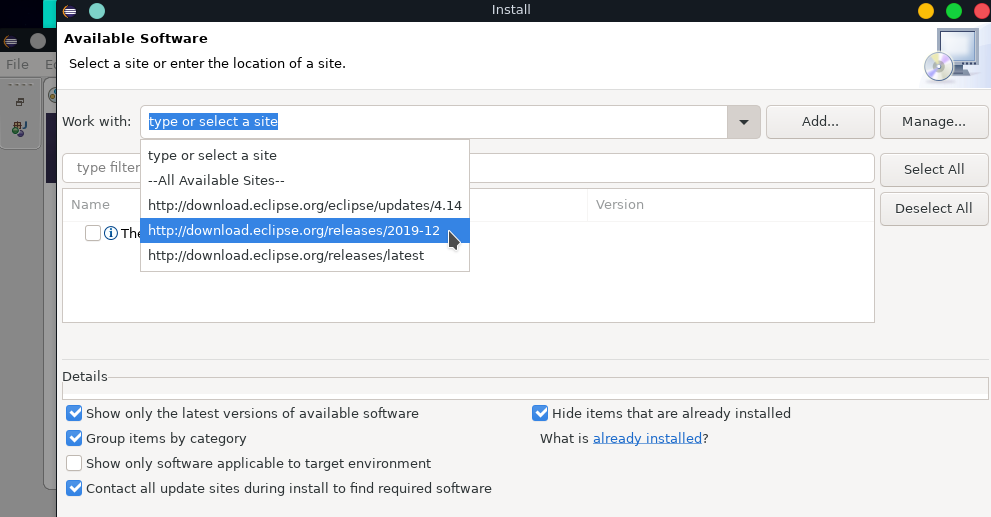 Install
Available Software
Select a site or enter the location of a site.
File
Work with: type or select a site Add... Manage...
type or select a site
--All Available Sites--
http://download.eclipse.org/eclipse/updates/4.14
http://download.eclipse.org/releases/2019-12
http://download.eclipse.org/releases/latest
type filter
Select All
Deselect All
Name Version
Details
Show only the latest versions of available software
Hide items that are already installed
Group items by category
What is already installed?
Show only software applicable to target environment
Contact all update sites during install to find required software